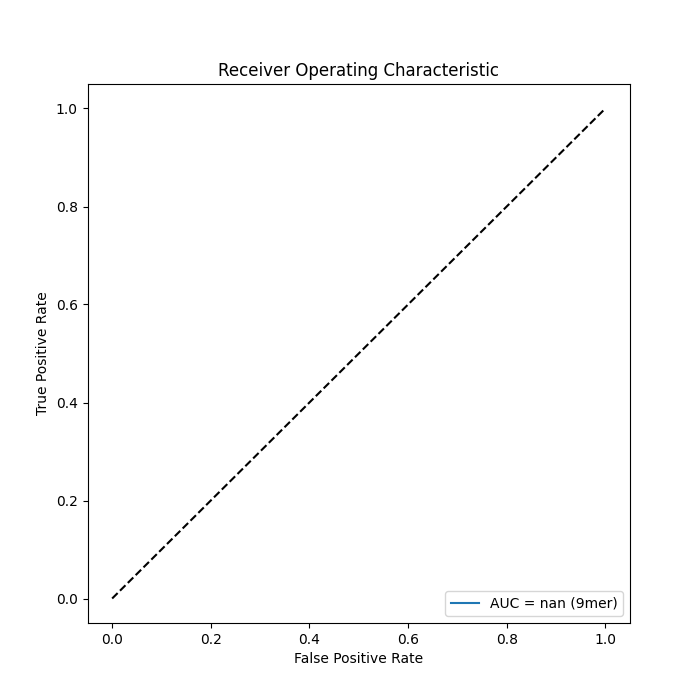 Receiver Operating Characteristic
1.0
0.8
0.6
0.4
0.2
0.0
True Positive Rate
AUC = nan (9mer)
0.0 0.2 0.4 0.6 0.8 1.0
False Positive Rate